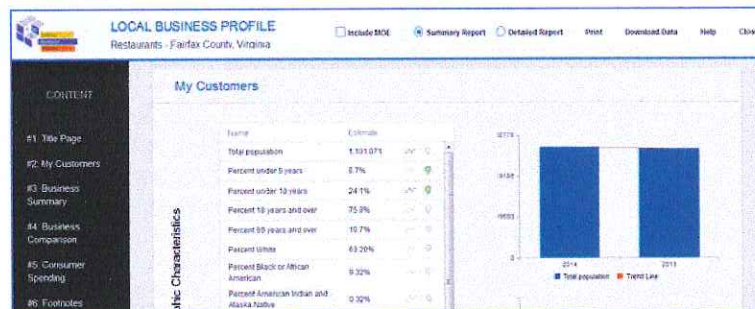 LOCAL BUSINESS PROFILE
Restaurants - Fairfax County, Virginia
Include MOE
Summary Report
Detailed Report
Print
Download Data
Help
Close
CONTENT
#1 Title Page
#2 My Customers
#3 Business
Summary
#4 Business
Comparison
#5 Consumer
Spending
#6 Footnotes
My Customers
Name Estimate
Total population 1,101,071
Percent under 5 years 6.7%
Percent under 18 years 24.1%
Percent 18 years and over 75.9%
Percent 65 years and over 10.7%
Percent White 63.20%
Percent Black or African
American 9.32%
Percent American Indian and
Alaska Native 0.32%
phic Characteristics
0
2014
2013
Total population
Trend Line